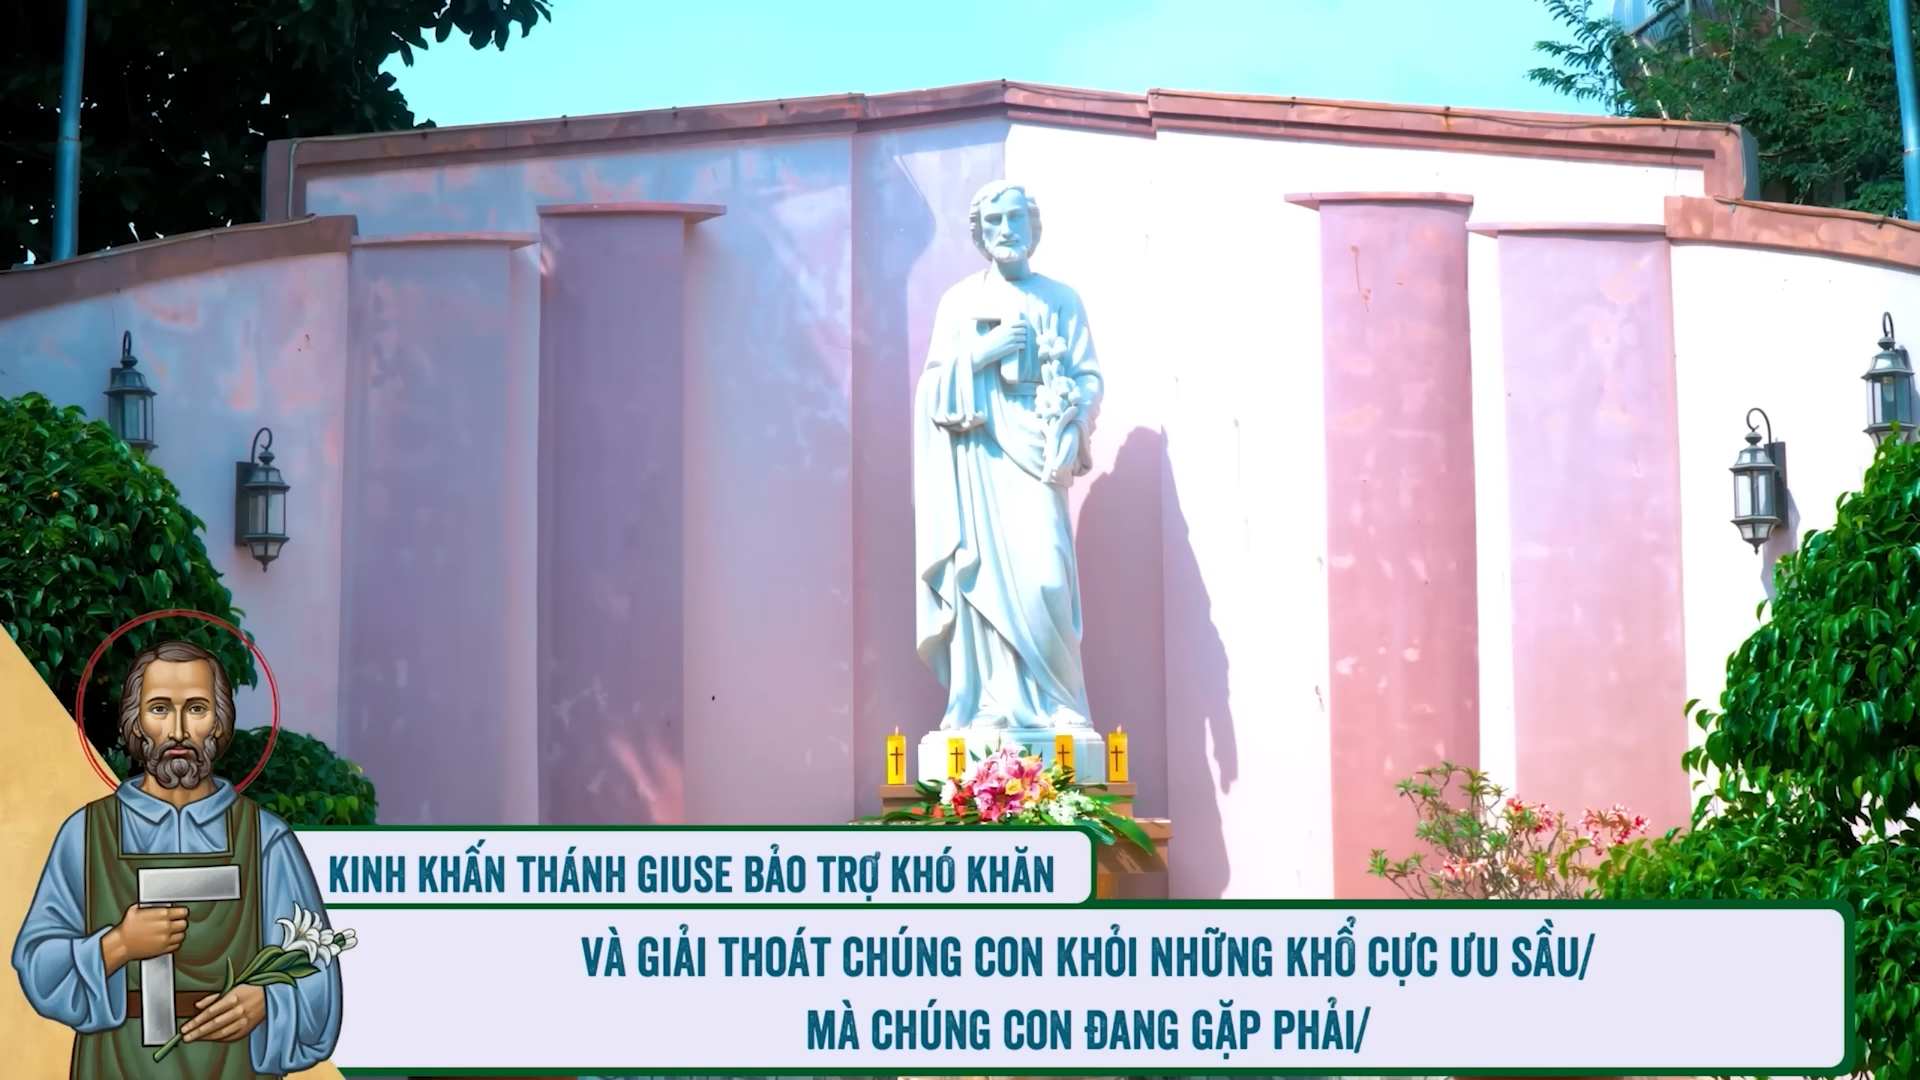 KINH KHẤN THÁNH GIUSE BẢO TRỢ KHÓ KHĂN
VÀ GIẢI THOÁT CHÚNG CON KHỎI NHỮNG KHỔ CỰC ƯU SẦU/
MÀ CHÚNG CON ĐANG GẶP PHẢI/